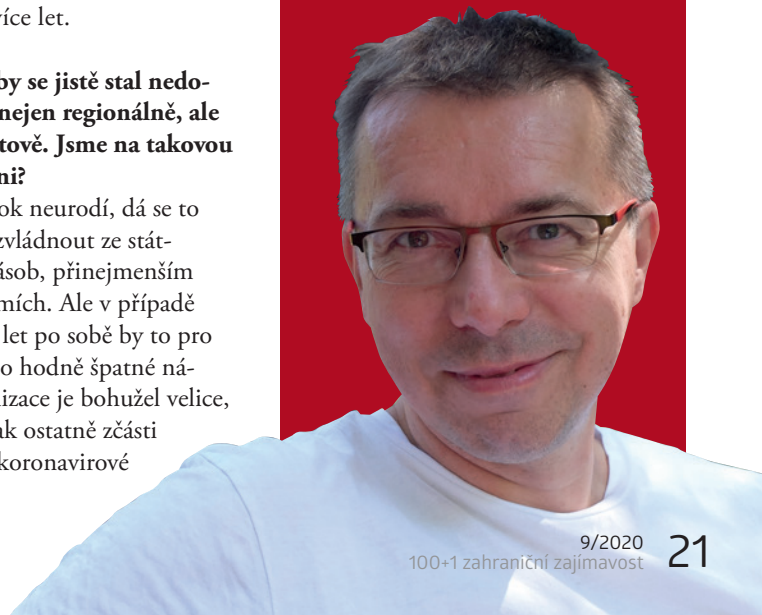 více let.
by se jistě stal nedo-
nejen regionálně, ale
tově. Jsme na takovou
ni?
ok neurodí, dá se to
zvládnout ze stát-
ásob, přinejmenším
mích. Ale v případě
let po sobě by to pro
o hodně špatné ná-
izace je bohužel velice,
ak ostatně zčásti
koronavirové
9/2020
100+1 zahraniční zajímavost 21